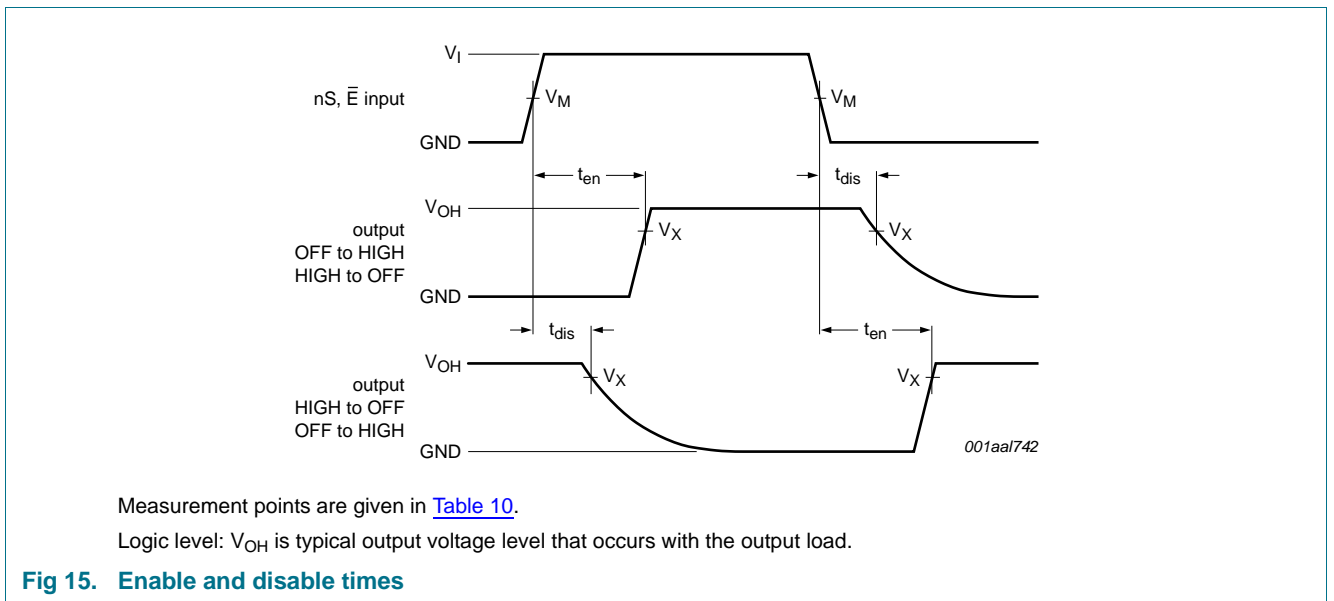 V_I
nS, Ē input
V_M
V_M
GND
t_en
t_dis
V_OH
output
OFF to HIGH
HIGH to OFF
V_X
V_X
GND
t_dis
t_en
V_OH
output
HIGH to OFF
OFF to HIGH
V_X
V_X
GND
001aal742
Measurement points are given in Table 10.
Logic level: V_OH is typical output voltage level that occurs with the output load.
Fig 15. Enable and disable times